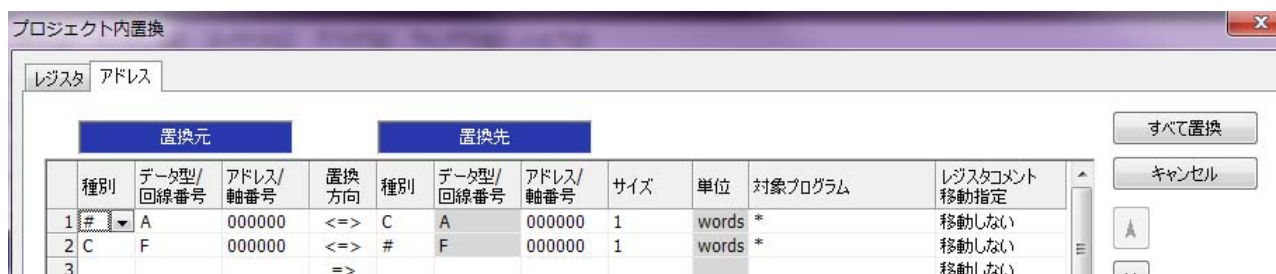 プロジェクト内置換
レジスタ アドレス
置換元 置換先 すべて置換
種別 データ型/回線番号 アドレス/軸番号 置換方向 種別 データ型/回線番号 アドレス/軸番号 サイズ 単位 対象プログラム レジスタコメント移動指定 キャンセル
1 # A 000000 <=> C A 000000 1 words * 移動しない
2 C F 000000 <=> # F 000000 1 words * 移動しない
3 => 移動しない